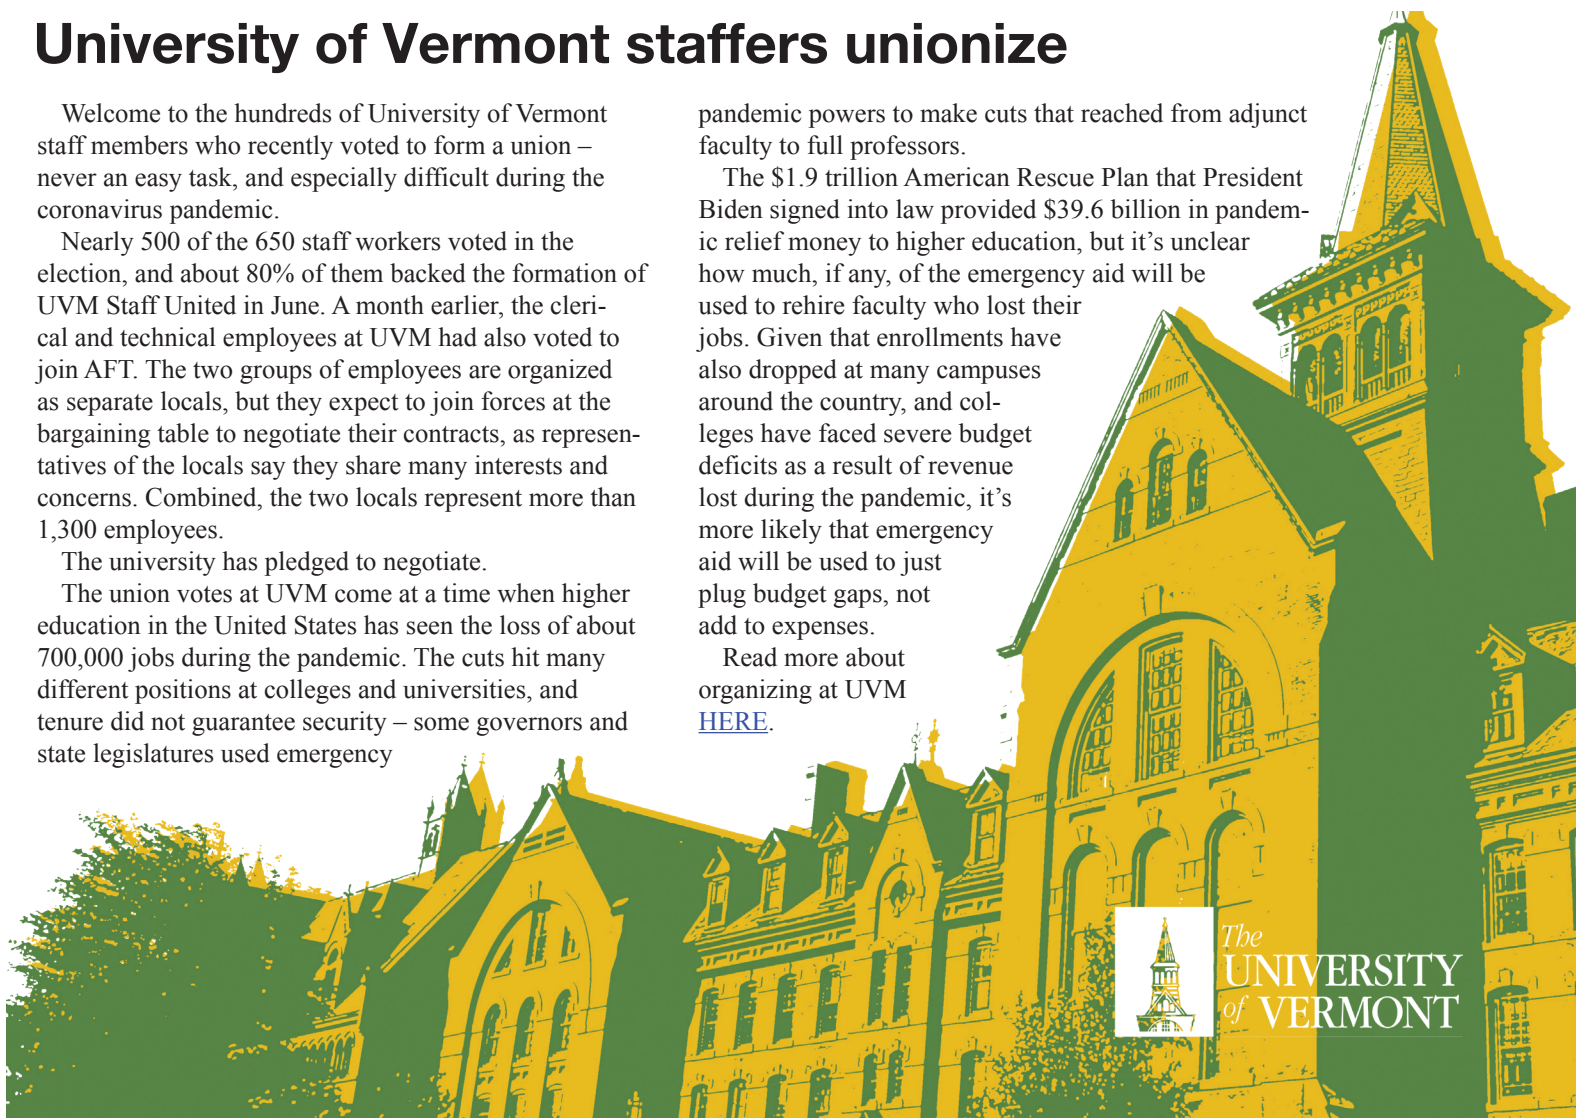 University of Vermont staffers unionize
Welcome to the hundreds of University of Vermont
staff members who recently voted to form a union –
never an easy task, and especially difficult during the
coronavirus pandemic.
Nearly 500 of the 650 staff workers voted in the
election, and about 80% of them backed the formation of
UVM Staff United in June. A month earlier, the cleri-
cal and technical employees at UVM had also voted to
join AFT. The two groups of employees are organized
as separate locals, but they expect to join forces at the
bargaining table to negotiate their contracts, as represen-
tatives of the locals say they share many interests and
concerns. Combined, the two locals represent more than
1,300 employees.
The university has pledged to negotiate.
The union votes at UVM come at a time when higher
education in the United States has seen the loss of about
700,000 jobs during the pandemic. The cuts hit many
different positions at colleges and universities, and
tenure did not guarantee security – some governors and
state legislatures used emergency
pandemic powers to make cuts that reached from adjunct
faculty to full professors.
The $1.9 trillion American Rescue Plan that President
Biden signed into law provided $39.6 billion in pandem-
ic relief money to higher education, but it’s unclear
how much, if any, of the emergency aid will be
used to rehire faculty who lost their
jobs. Given that enrollments have
also dropped at many campuses
around the country, and col-
leges have faced severe budget
deficits as a result of revenue
lost during the pandemic, it’s
more likely that emergency
aid will be used to just
plug budget gaps, not
add to expenses.
Read more about
organizing at UVM
HERE.
The
UNIVERSITY
of VERMONT